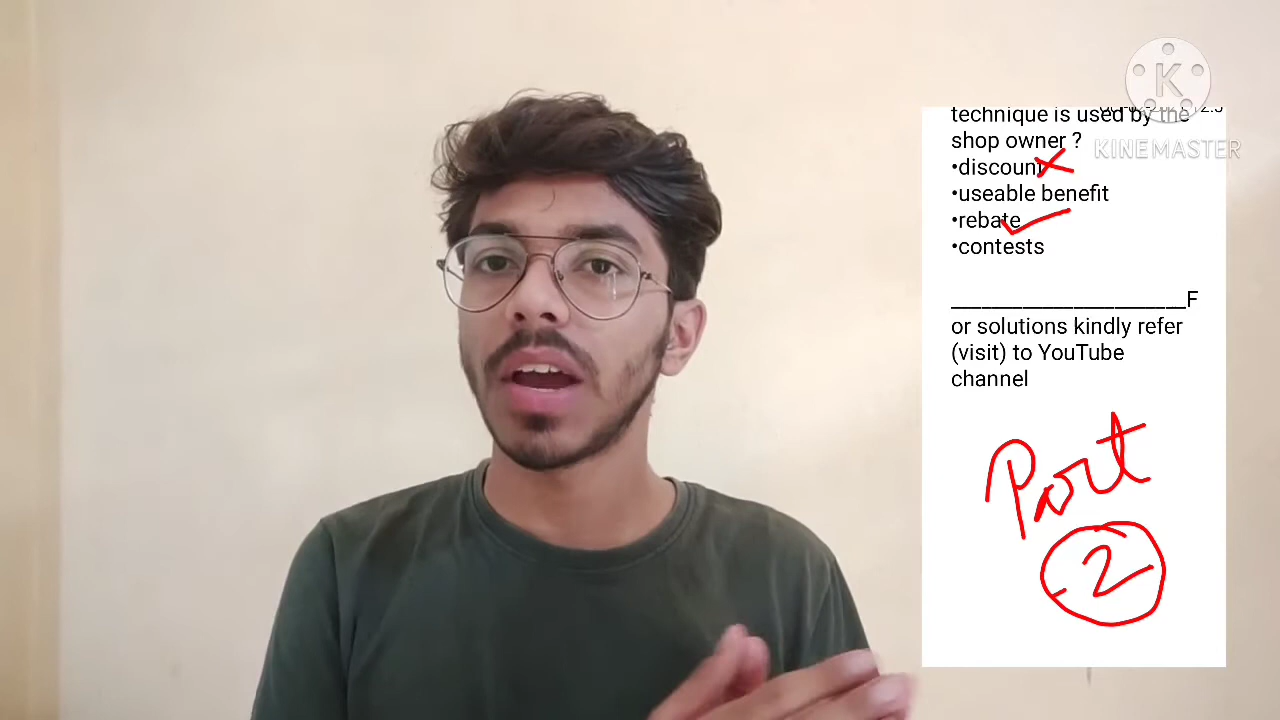 K
KINEMASTER
technique is used by the
shop owner ?
•discount
•useable benefit
•rebate
•contests
______________________F
or solutions kindly refer
(visit) to YouTube
channel
Part
2